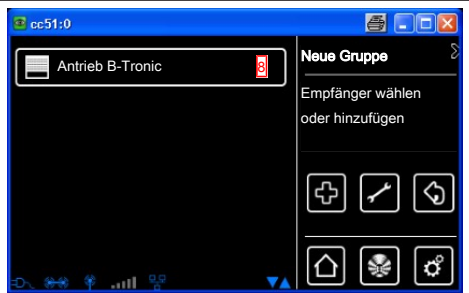 cc51:0
Antrieb B-Tronic
8
Neue Gruppe
Empfänger wählen
oder hinzufügen